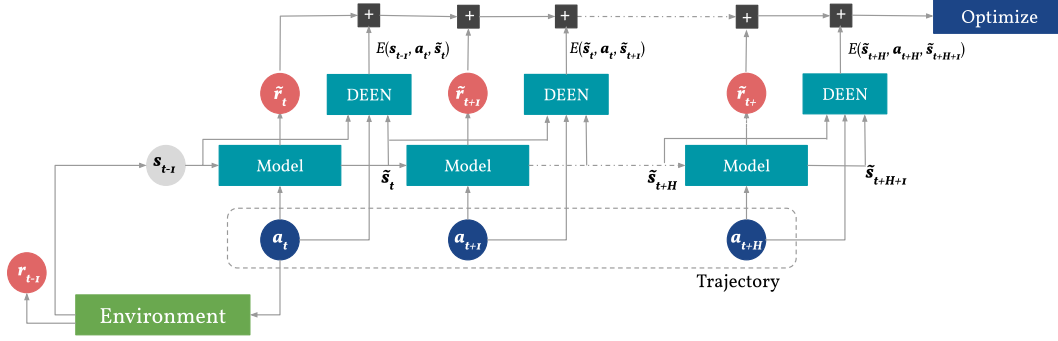 + + + + + Optimize
E(s_{t-1}, a_t, s̃_t) E(s̃_t, a_t, s̃_{t+1}) E(s̃_{t+H}, a_{t+H}, s̃_{t+H+1})
r̃_t DEEN r̃_{t+1} DEEN r̃_{t+} DEEN
s_{t-1} Model s̃_t Model s̃_{t+H} Model s̃_{t+H+1}
a_t a_{t+1} a_{t+H}
r_{t-1} Trajectory
Environment